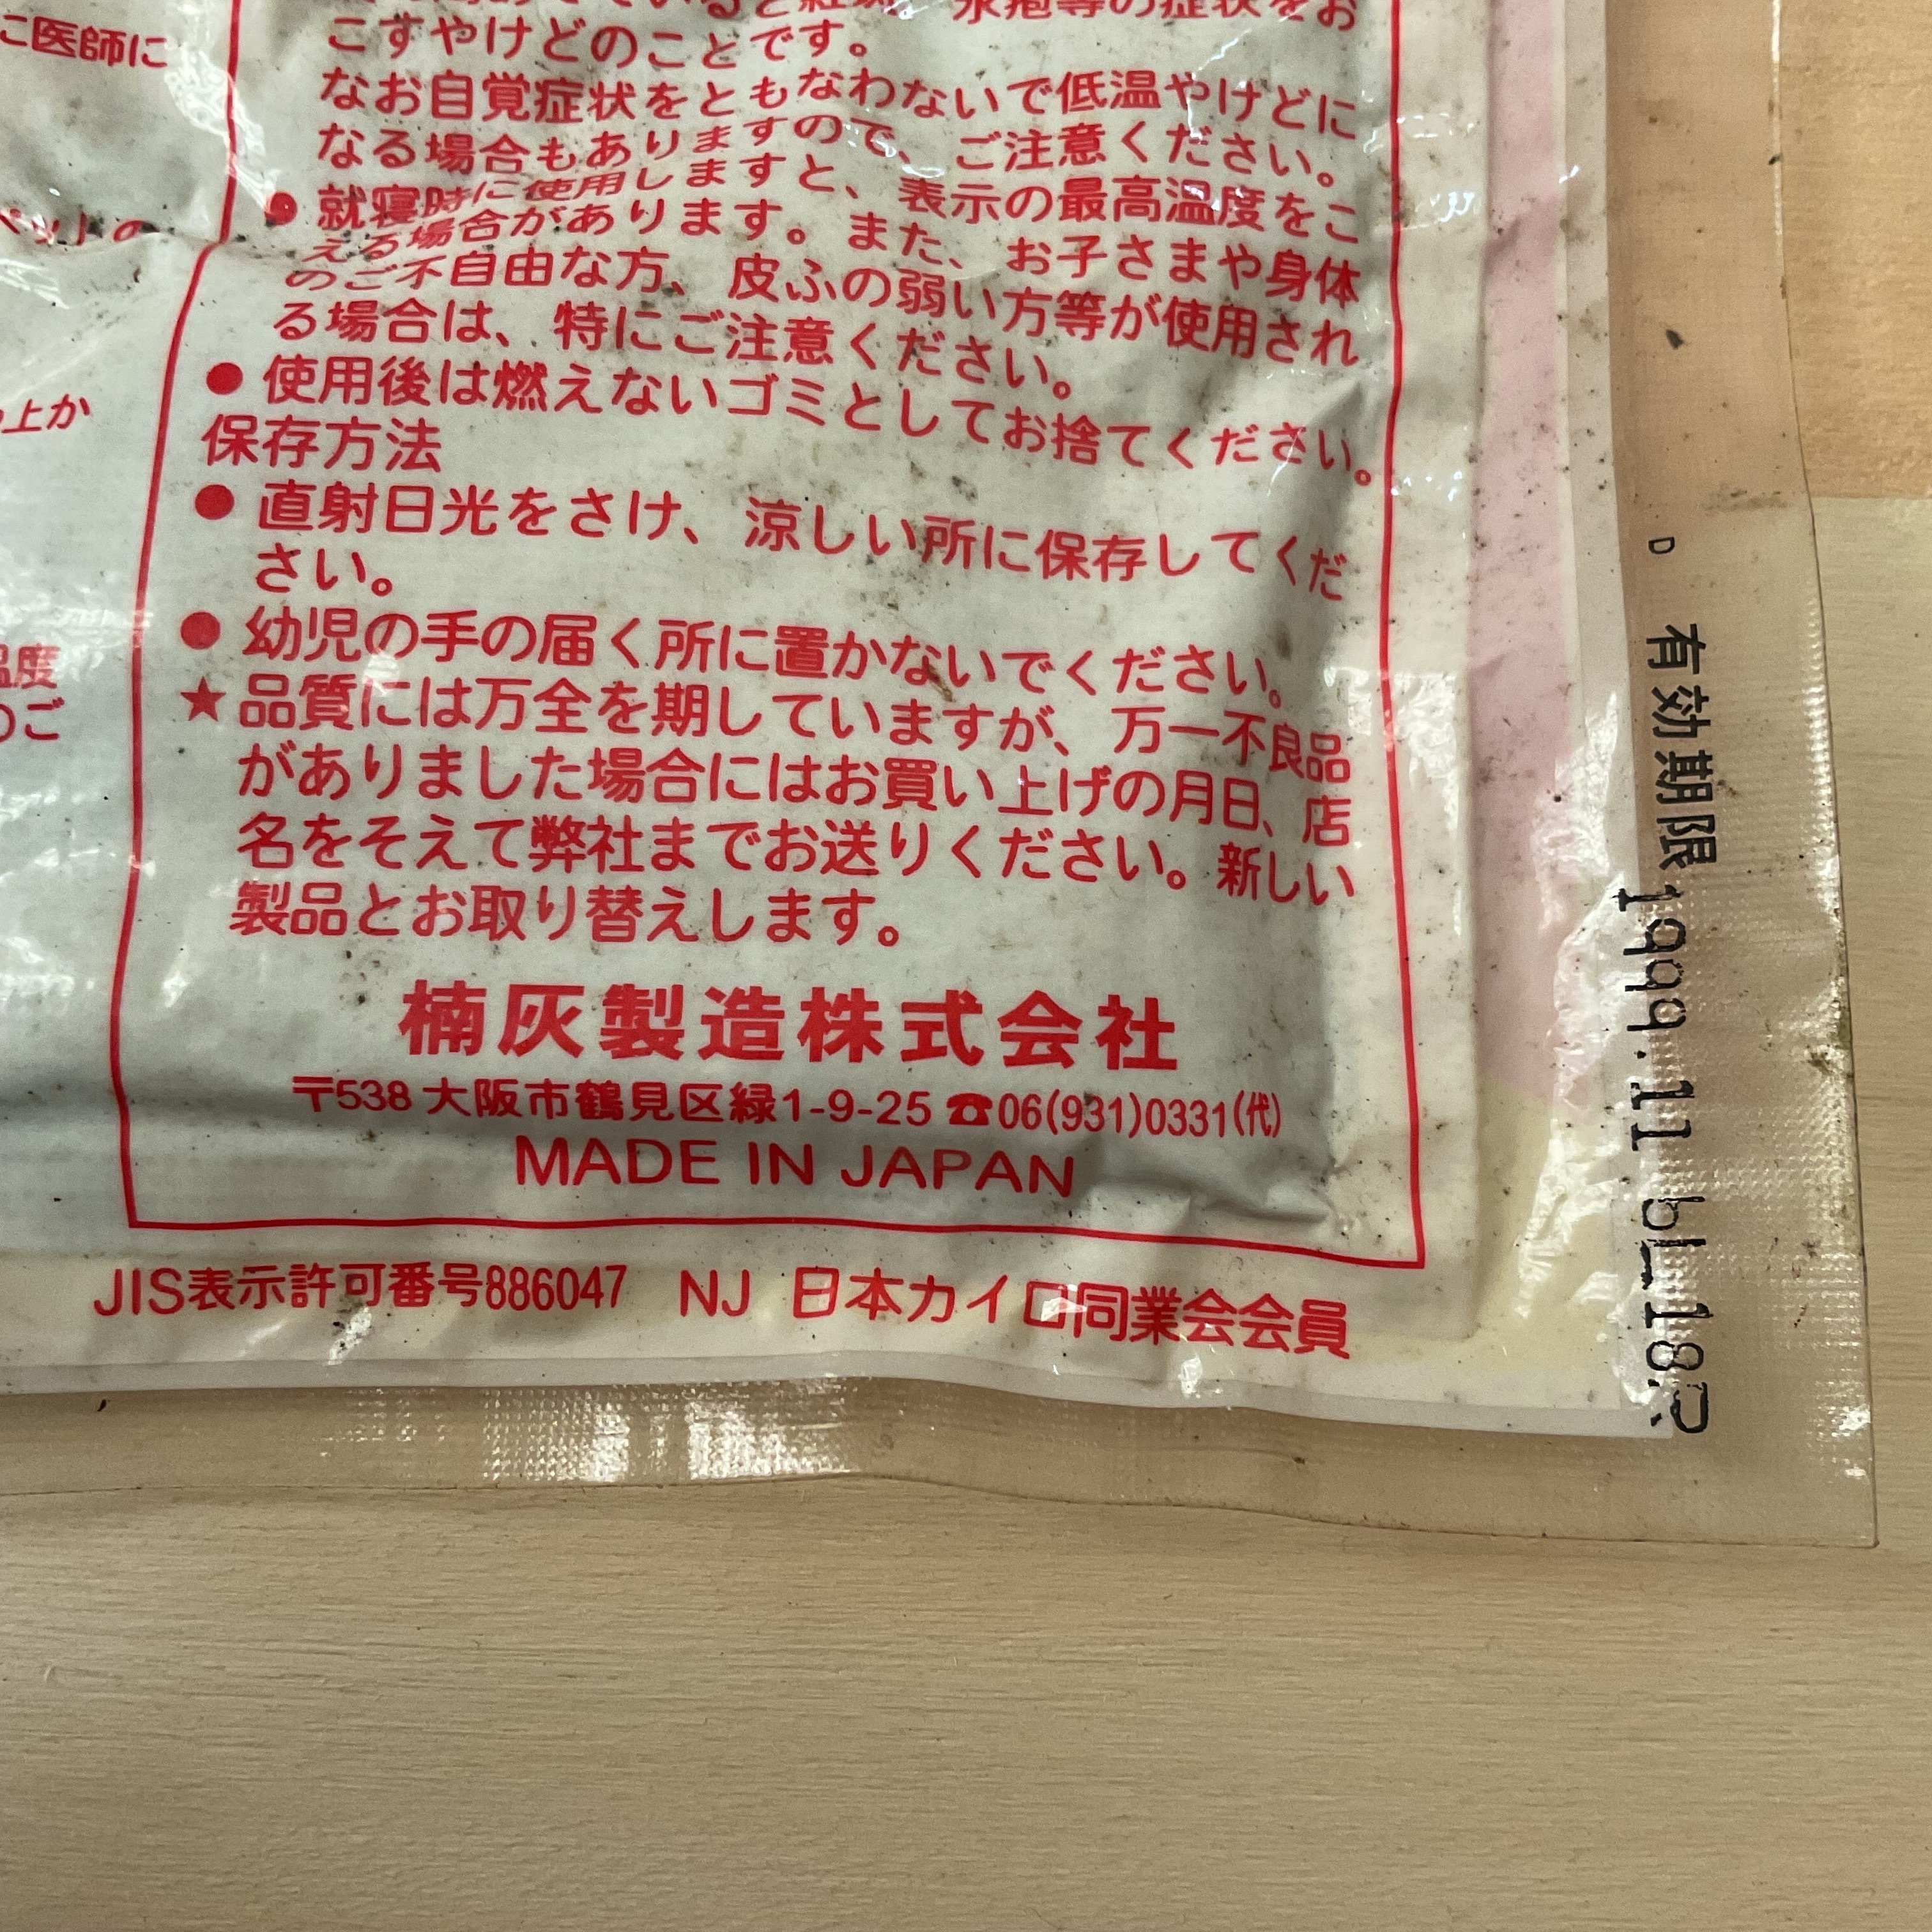 に医師に
の上か
温度
のご
こすやけどのことです。
なお自覚症状をともなわないで低温やけどに
なる場合もありますので、ご注意ください。
● 就寝時に使用しますと、表示の最高温度をこ
える場合があります。また、お子さまや身体
のご不自由な方、皮ふの弱い方等が使用され
る場合は、特にご注意ください。
● 使用後は燃えないゴミとしてお捨てください。
保存方法
● 直射日光をさけ、涼しい所に保存してくだ
さい。
● 幼児の手の届く所に置かないでください。
★ 品質には万全を期していますが、万一不良品
がありました場合にはお買い上げの月日、店
名をそえて弊社までお送りください。新しい
製品とお取り替えします。
楠灰製造株式会社
〒538 大阪市鶴見区緑1-9-25 ☎06(931)0331(代)
MADE IN JAPAN
JIS表示許可番号886047 NJ 日本カイロ同業会会員
D 有効期限 1999.11